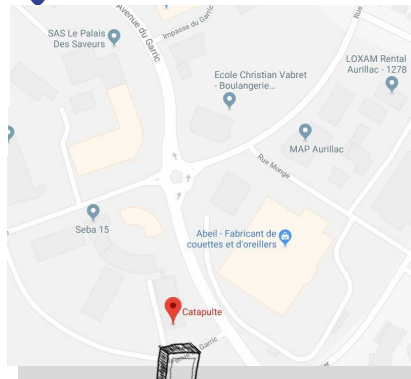 Avenue du Garric
Impasse du Garric
Rue
SAS Le Palais
Des Saveurs
LOXAM Rental
Aurillac - 1278
Ecole Christian Vabret
- Boulangerie...
MAP Aurillac
Rue Monge
Seba 15
Abeil - Fabricant de
couettes et d'oreillers
Catapulte
Garric